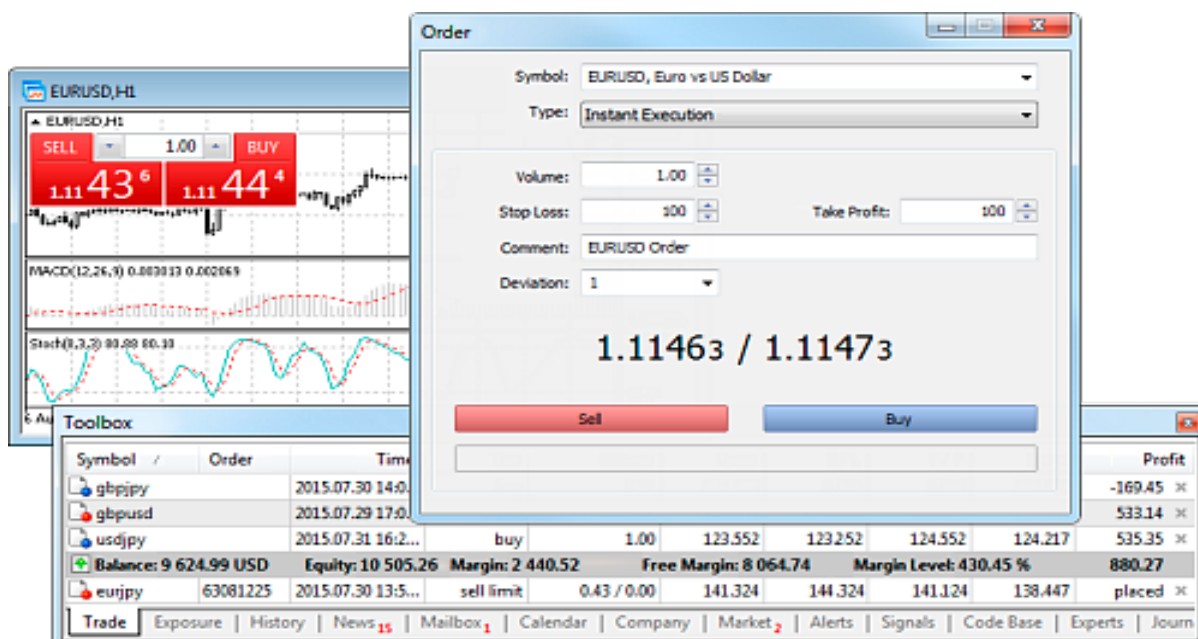 Order
Symbol: EURUSD, Euro vs US Dollar
Type: Instant Execution
Volume: 1.00
Stop Loss: 100 Take Profit: 100
Comment: EURUSD Order
Deviation: 1
1.11463 / 1.11473
Sell Buy
EURUSD,H1
EURUSD,H1
SELL 1.00 BUY
1.11 43 6 1.11 44 4
MACD(12,26,9) 0.003013 0.002069
Stoch(8,3,3) 80.88 80.10
6 Au
Toolbox
Symbol / Order Time Profit
gbpjpy 2015.07.30 14:0 -169.45
gbpusd 2015.07.29 17:0 533.14
usdjpy 2015.07.31 16:2... buy 1.00 123.552 123.252 124.552 124.217 535.35
Balance: 9 624.99 USD Equity: 10 505.26 Margin: 2 440.52 Free Margin: 8 064.74 Margin Level: 430.45 % 880.27
eurjpy 63081225 2015.07.30 13:5... sell limit 0.43 / 0.00 141.324 144.324 141.124 138.447 placed
Trade | Exposure | History | News 15 | Mailbox 1 | Calendar | Company | Market 2 | Alerts | Signals | Code Base | Experts | Journ